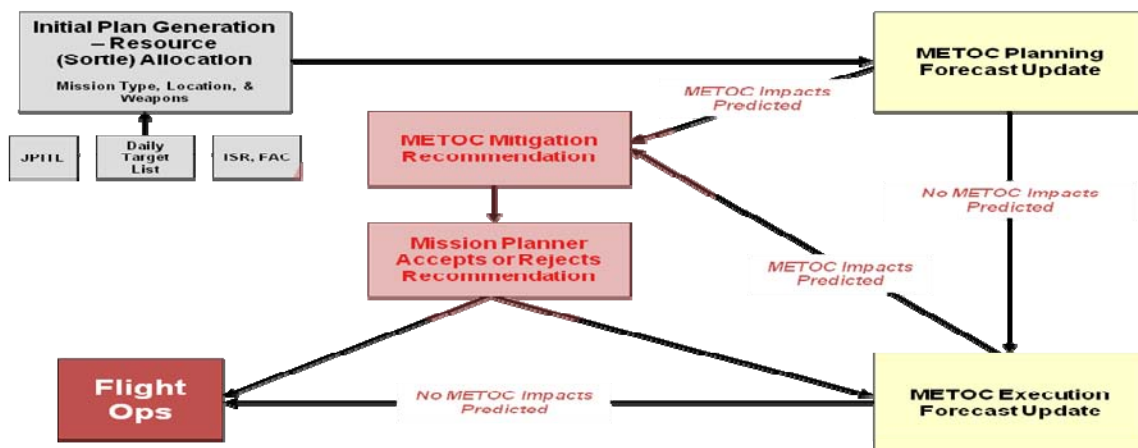 Initial Plan Generation
– Resource
(Sortie) Allocation
Mission Type, Location, &
Weapons
METOC Planning
Forecast Update
METOC Impacts
Predicted
JPITL
Daily
Target
List
ISR, FAC
METOC Mitigation
Recommendation
No METOC Impacts
Predicted
Mission Planner
Accepts or Rejects
Recommendation
METOC Impacts
Predicted
Flight
Ops
No METOC Impacts
Predicted
METOC Execution
Forecast Update